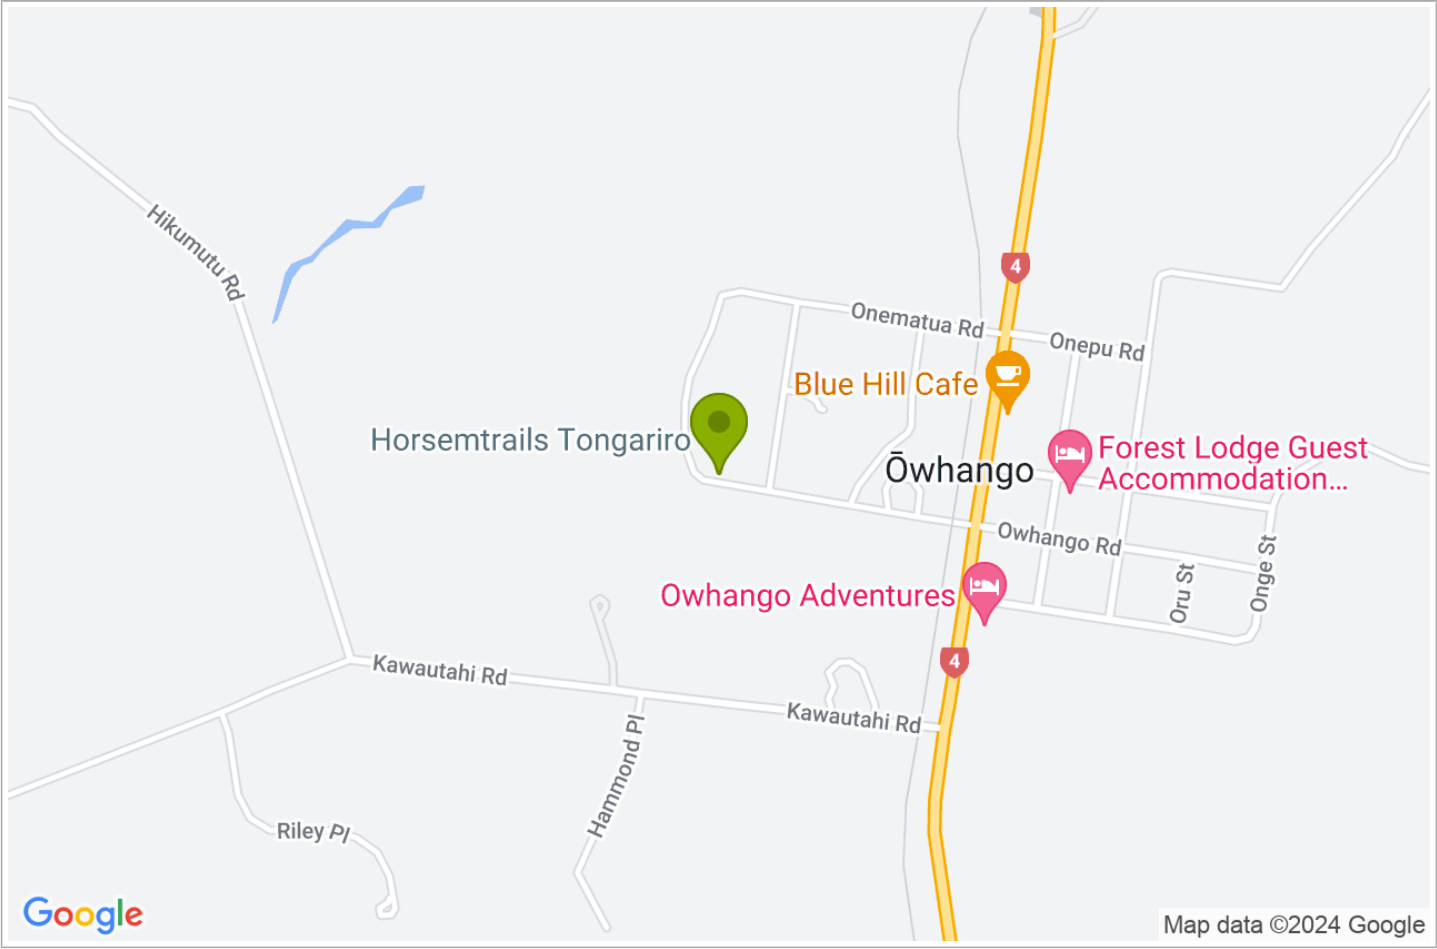 Hikumutu Rd
4
Onematua Rd
Onepu Rd
Blue Hill Cafe
Horsemtrails Tongariro
Forest Lodge Guest
Accommodation...
Ōwhango
Owhango Rd
Onge St
Oru St
Owhango Adventures
4
Kawautahi Rd
Kawautahi Rd
Hammond Pl
Riley Pl
Google
Map data ©2024 Google